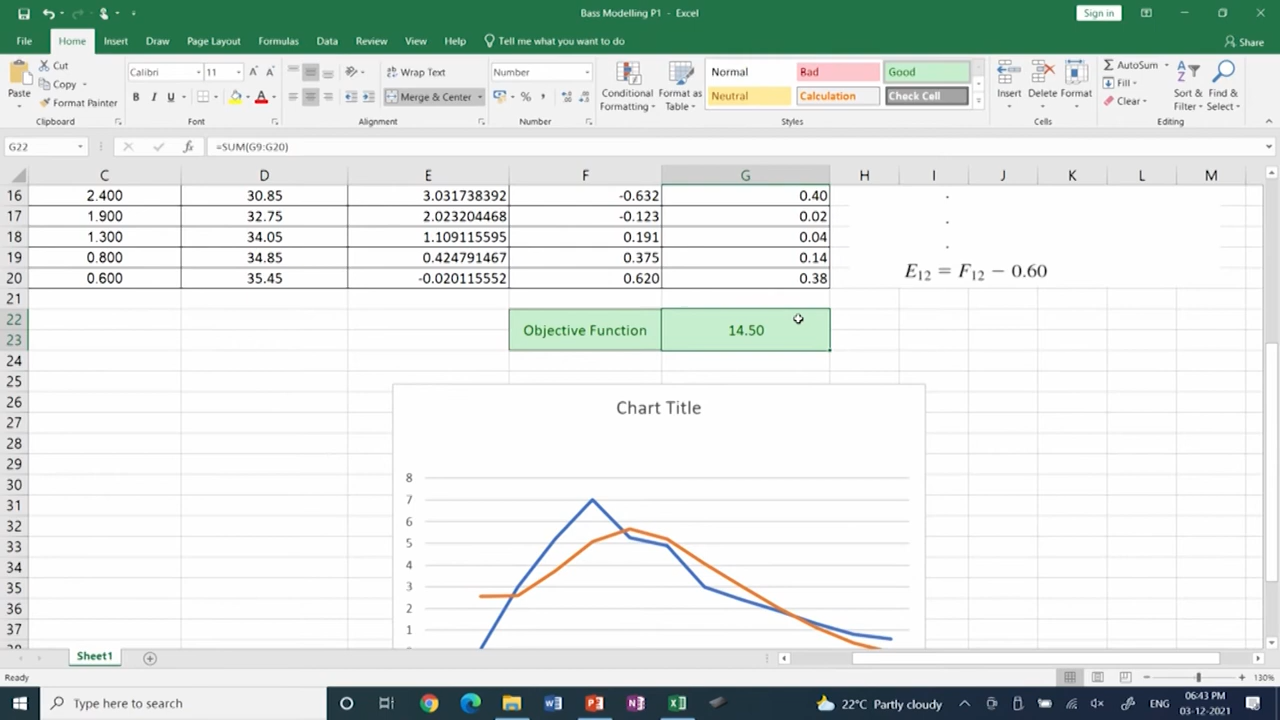 Bass Modelling P1 - Excel
Sign in
File Home Insert Draw Page Layout Formulas Data Review View Help Tell me what you want to do
Share
Paste
Cut
Copy
Format Painter
Clipboard
Calibri 11
A A
B I U A
Font
Wrap Text
Merge & Center
Alignment
Number
%
Number
Conditional Formatting
Format as Table
Normal Bad Good
Neutral Calculation Check Cell
Styles
Insert Delete Format
Cells
AutoSum
Fill
Clear
Sort & Filter
Find & Select
Editing
G22 fx =SUM(G9:G20)
C D E F G H I J K L M
16 2.400 30.85 3.031738392 -0.632 0.40
17 1.900 32.75 2.023204468 -0.123 0.02
18 1.300 34.05 1.109115595 0.191 0.04
19 0.800 34.85 0.424791467 0.375 0.14
20 0.600 35.45 -0.020115552 0.620 0.38
E12 = F12 − 0.60
21
22
23
Objective Function 14.50
24
25
26
27
28
29
30
31
32
33
34
35
36
37
Chart Title
8
7
6
5
4
3
2
1
Sheet1
Ready
130%
Type here to search
22°C Partly cloudy
ENG
06:43 PM
03-12-2021